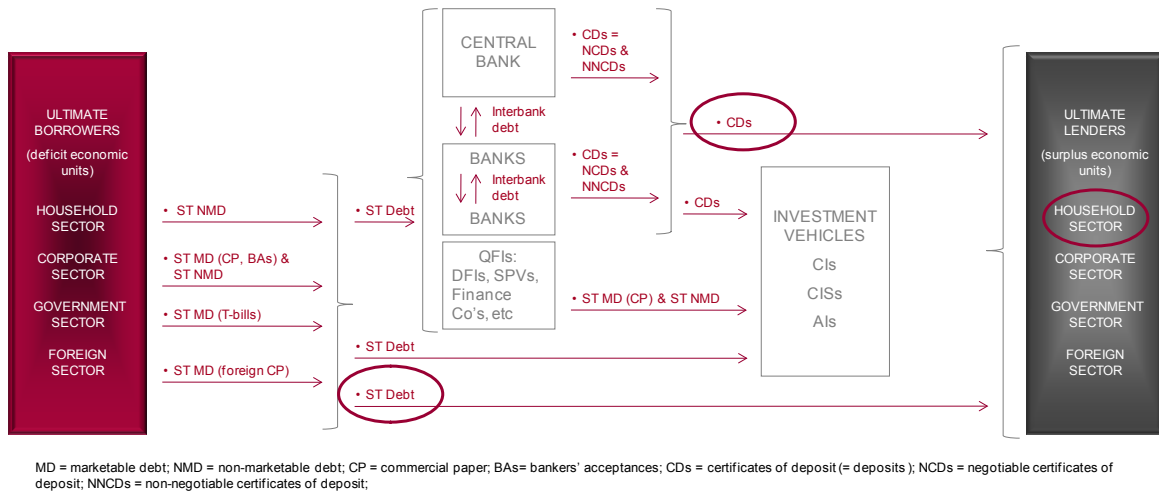 ULTIMATE
BORROWERS
(deficit economic
units)
HOUSEHOLD
SECTOR
CORPORATE
SECTOR
GOVERNMENT
SECTOR
FOREIGN
SECTOR
• ST NMD
• ST MD (CP, BAs) &
ST NMD
• ST MD (T-bills)
• ST MD (foreign CP)
• ST Debt
• ST Debt
• ST Debt
CENTRAL
BANK
Interbank
debt
BANKS
Interbank
debt
BANKS
QFIs:
DFIs, SPVs,
Finance
Co's, etc
• CDs =
NCDs &
NNCDs
• CDs =
NCDs &
NNCDs
• ST MD (CP) & ST NMD
• CDs
• CDs
INVESTMENT
VEHICLES
CIs
CISs
AIs
ULTIMATE
LENDERS
(surplus economic
units)
HOUSEHOLD
SECTOR
CORPORATE
SECTOR
GOVERNMENT
SECTOR
FOREIGN
SECTOR
MD = marketable debt; NMD = non-marketable debt; CP = commercial paper; BAs= bankers' acceptances; CDs = certificates of deposit (= deposits); NCDs = negotiable certificates of
deposit; NNCDs = non-negotiable certificates of deposit;